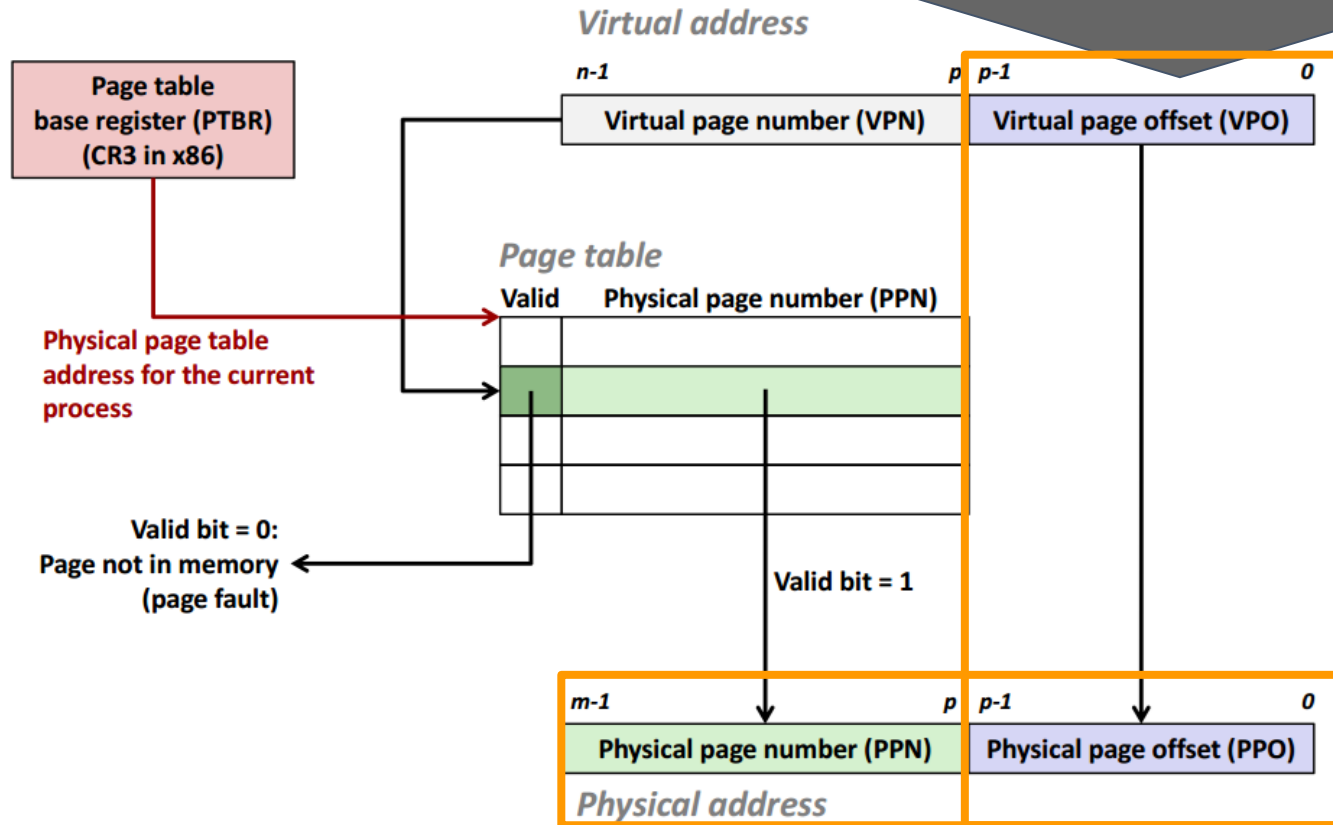 Virtual address
n-1
p
p-1
0
Page table
base register (PTBR)
(CR3 in x86)
Virtual page number (VPN)
Virtual page offset (VPO)
Page table
Valid
Physical page number (PPN)
Physical page table
address for the current
process
Valid bit = 0:
Page not in memory
(page fault)
Valid bit = 1
m-1
p
p-1
0
Physical page number (PPN)
Physical page offset (PPO)
Physical address